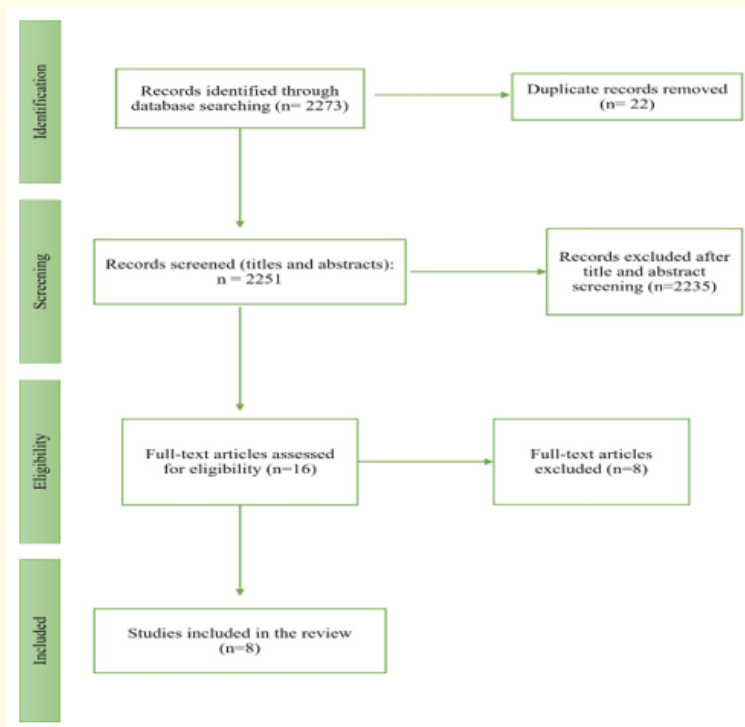 Identification
Records identified through
database searching (n= 2273)
Duplicate records removed
(n= 22)
Screening
Records screened (titles and abstracts):
n = 2251
Records excluded after
title and abstract
screening (n=2235)
Eligibility
Full-text articles assessed
for eligibility (n=16)
Full-text articles
excluded (n=8)
Included
Studies included in the review
(n=8)